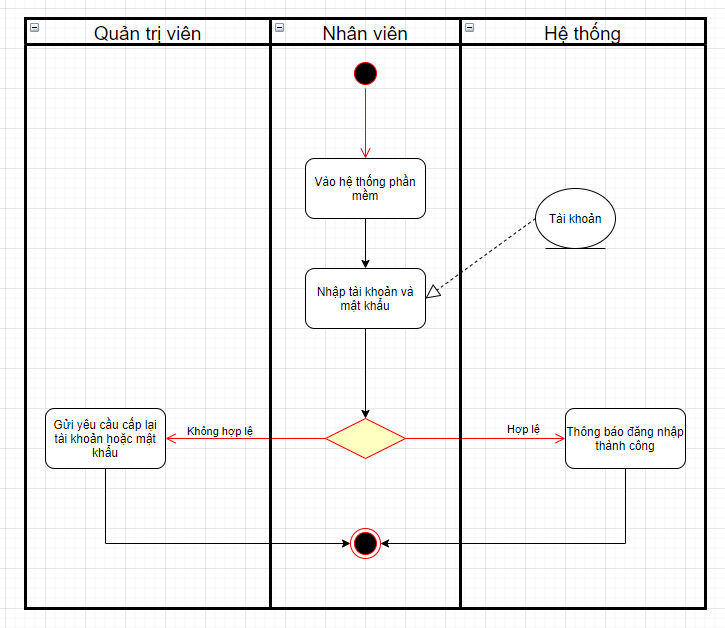 Quản trị viên
Nhân viên
Hệ thống
Vào hệ thống phần
mềm
Tài khoản
Nhập tài khoản và
mật khẩu
Gửi yêu cầu cấp lại
tài khoản hoặc mật
khẩu
Không hợp lệ
Hợp lệ
Thông báo đăng nhập
thành công